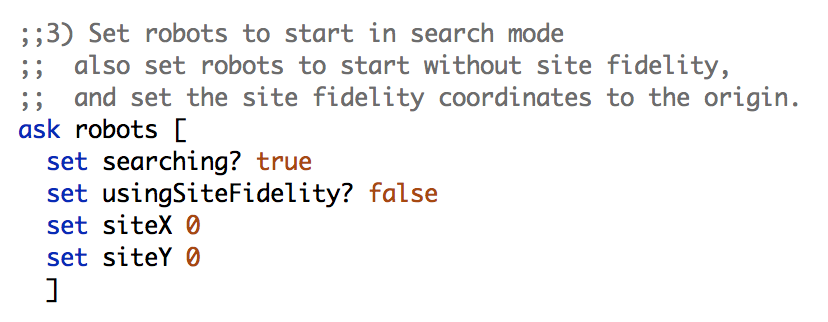 ;;3) Set robots to start in search mode
;;  also set robots to start without site fidelity,
;;  and set the site fidelity coordinates to the origin.
ask robots [
  set searching? true
  set usingSiteFidelity? false
  set siteX 0
  set siteY 0
  ]